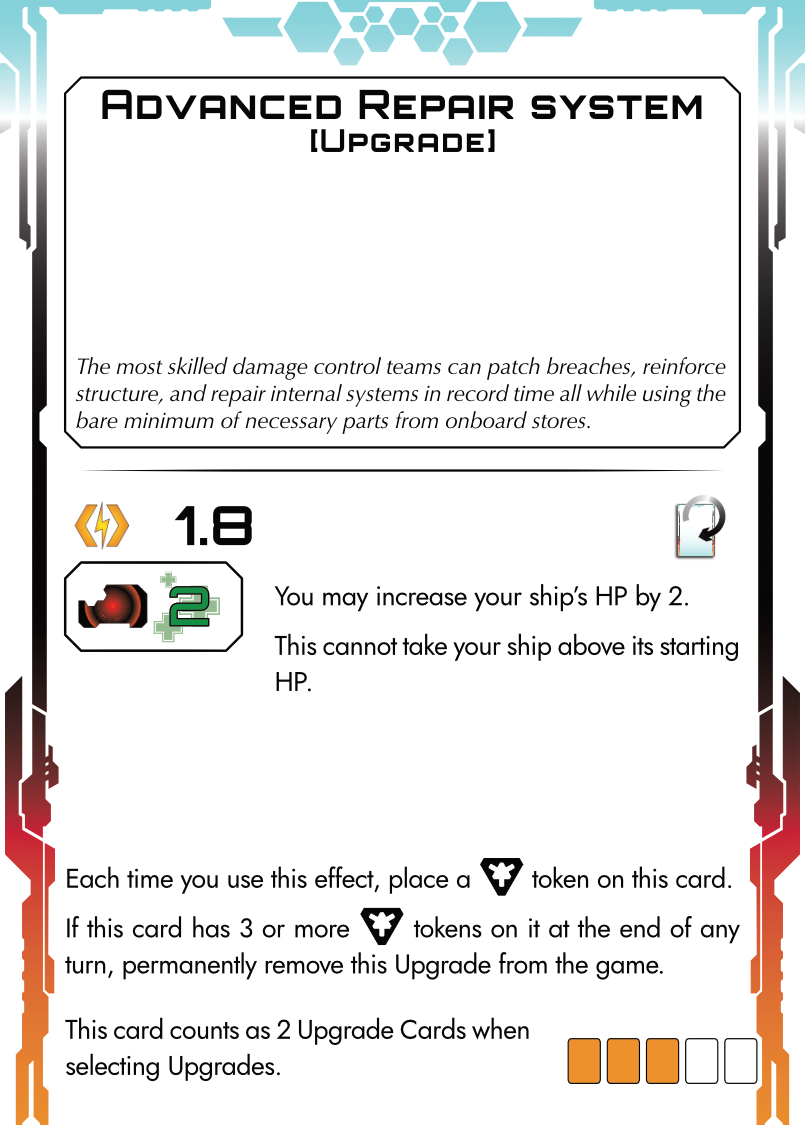 Advanced Repair system
[Upgrade]
The most skilled damage control teams can patch breaches, reinforce
structure, and repair internal systems in record time all while using the
bare minimum of necessary parts from onboard stores.
1.8
2
You may increase your ship's HP by 2.
This cannot take your ship above its starting
HP.
Each time you use this effect, place a token on this card.
If this card has 3 or more tokens on it at the end of any
turn, permanently remove this Upgrade from the game.
This card counts as 2 Upgrade Cards when
selecting Upgrades.